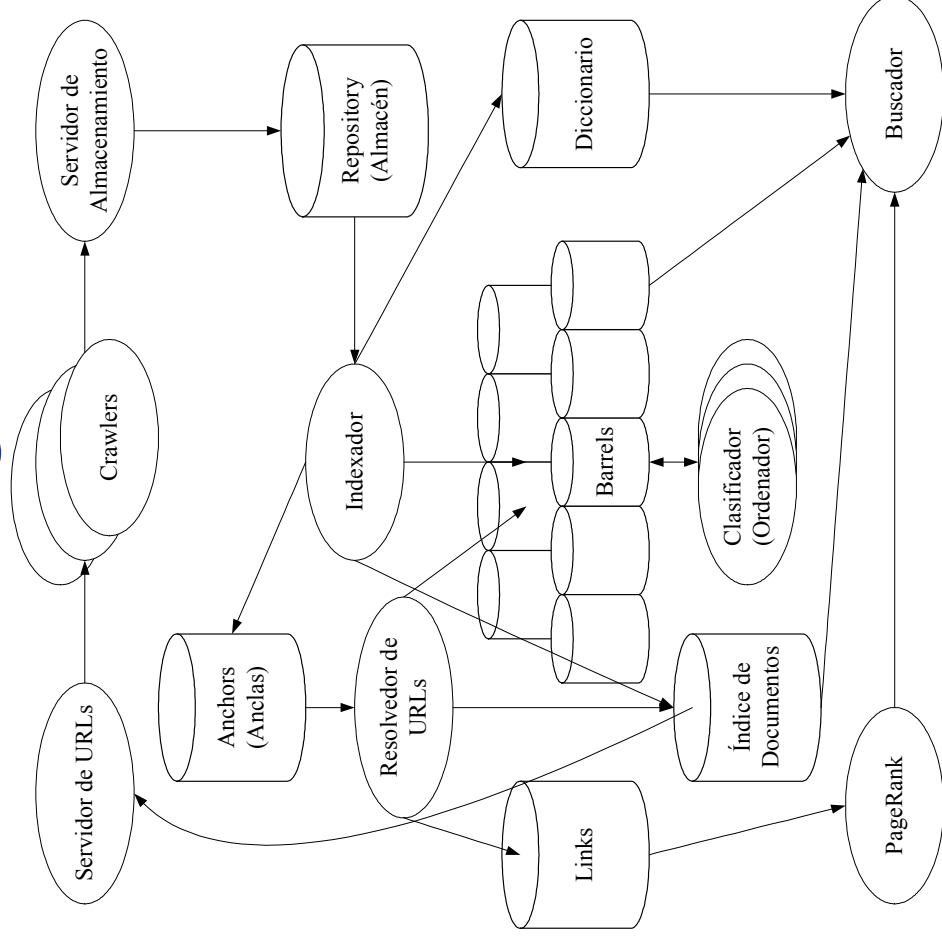 Servidor de URLs
Crawlers
Servidor de
Almacenamiento
Anchors
(Anclas)
Repository
(Almacén)
Resolvedor de
URLs
Indexador
Links
Barrels
Diccionario
Índice de
Documentos
Clasificador
(Ordenador)
PageRank
Buscador